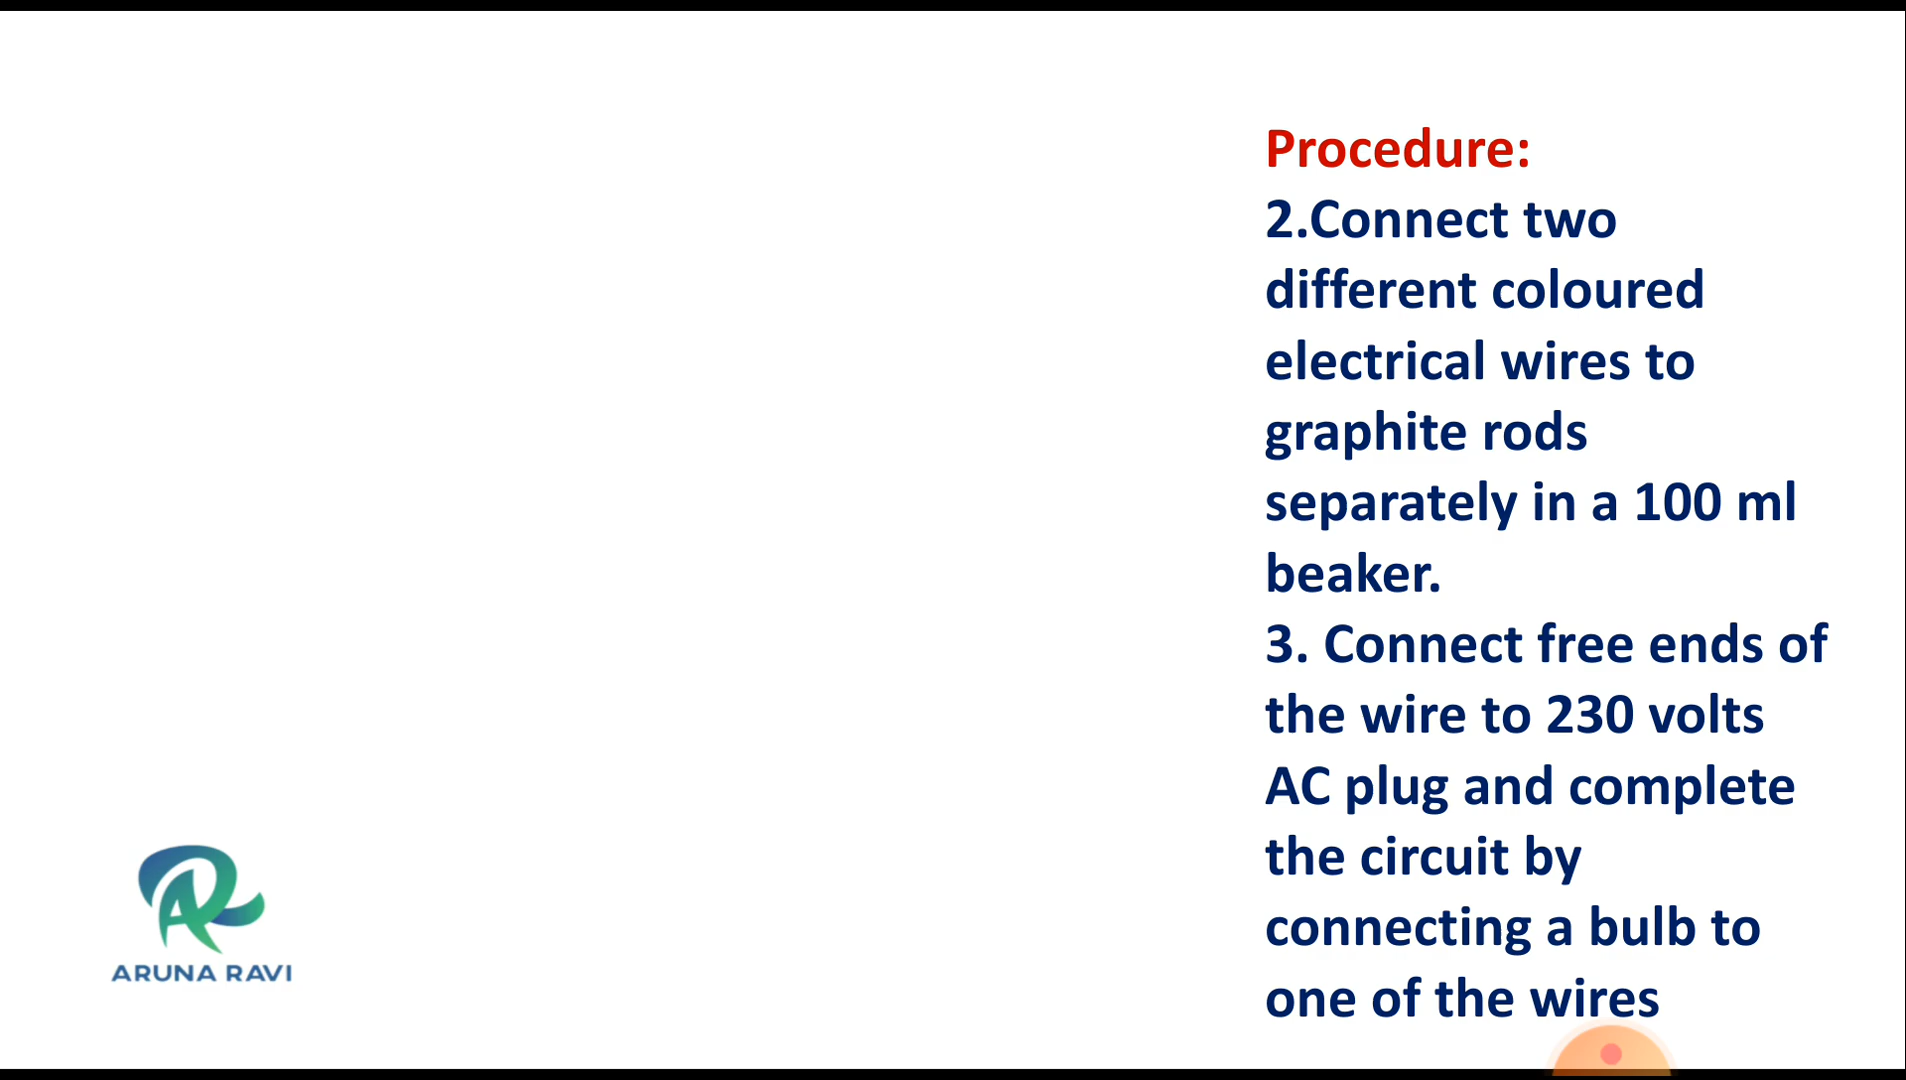 Procedure:
2.Connect two
different coloured
electrical wires to
graphite rods
separately in a 100 ml
beaker.
3. Connect free ends of
the wire to 230 volts
AC plug and complete
the circuit by
connecting a bulb to
one of the wires
ARUNA RAVI